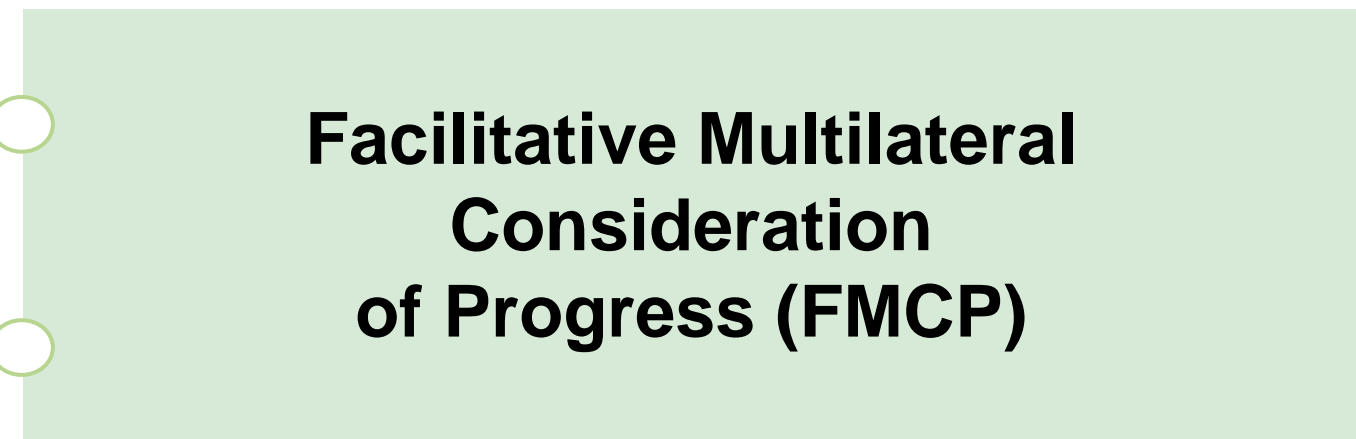 Facilitative Multilateral
Consideration
of Progress (FMCP)